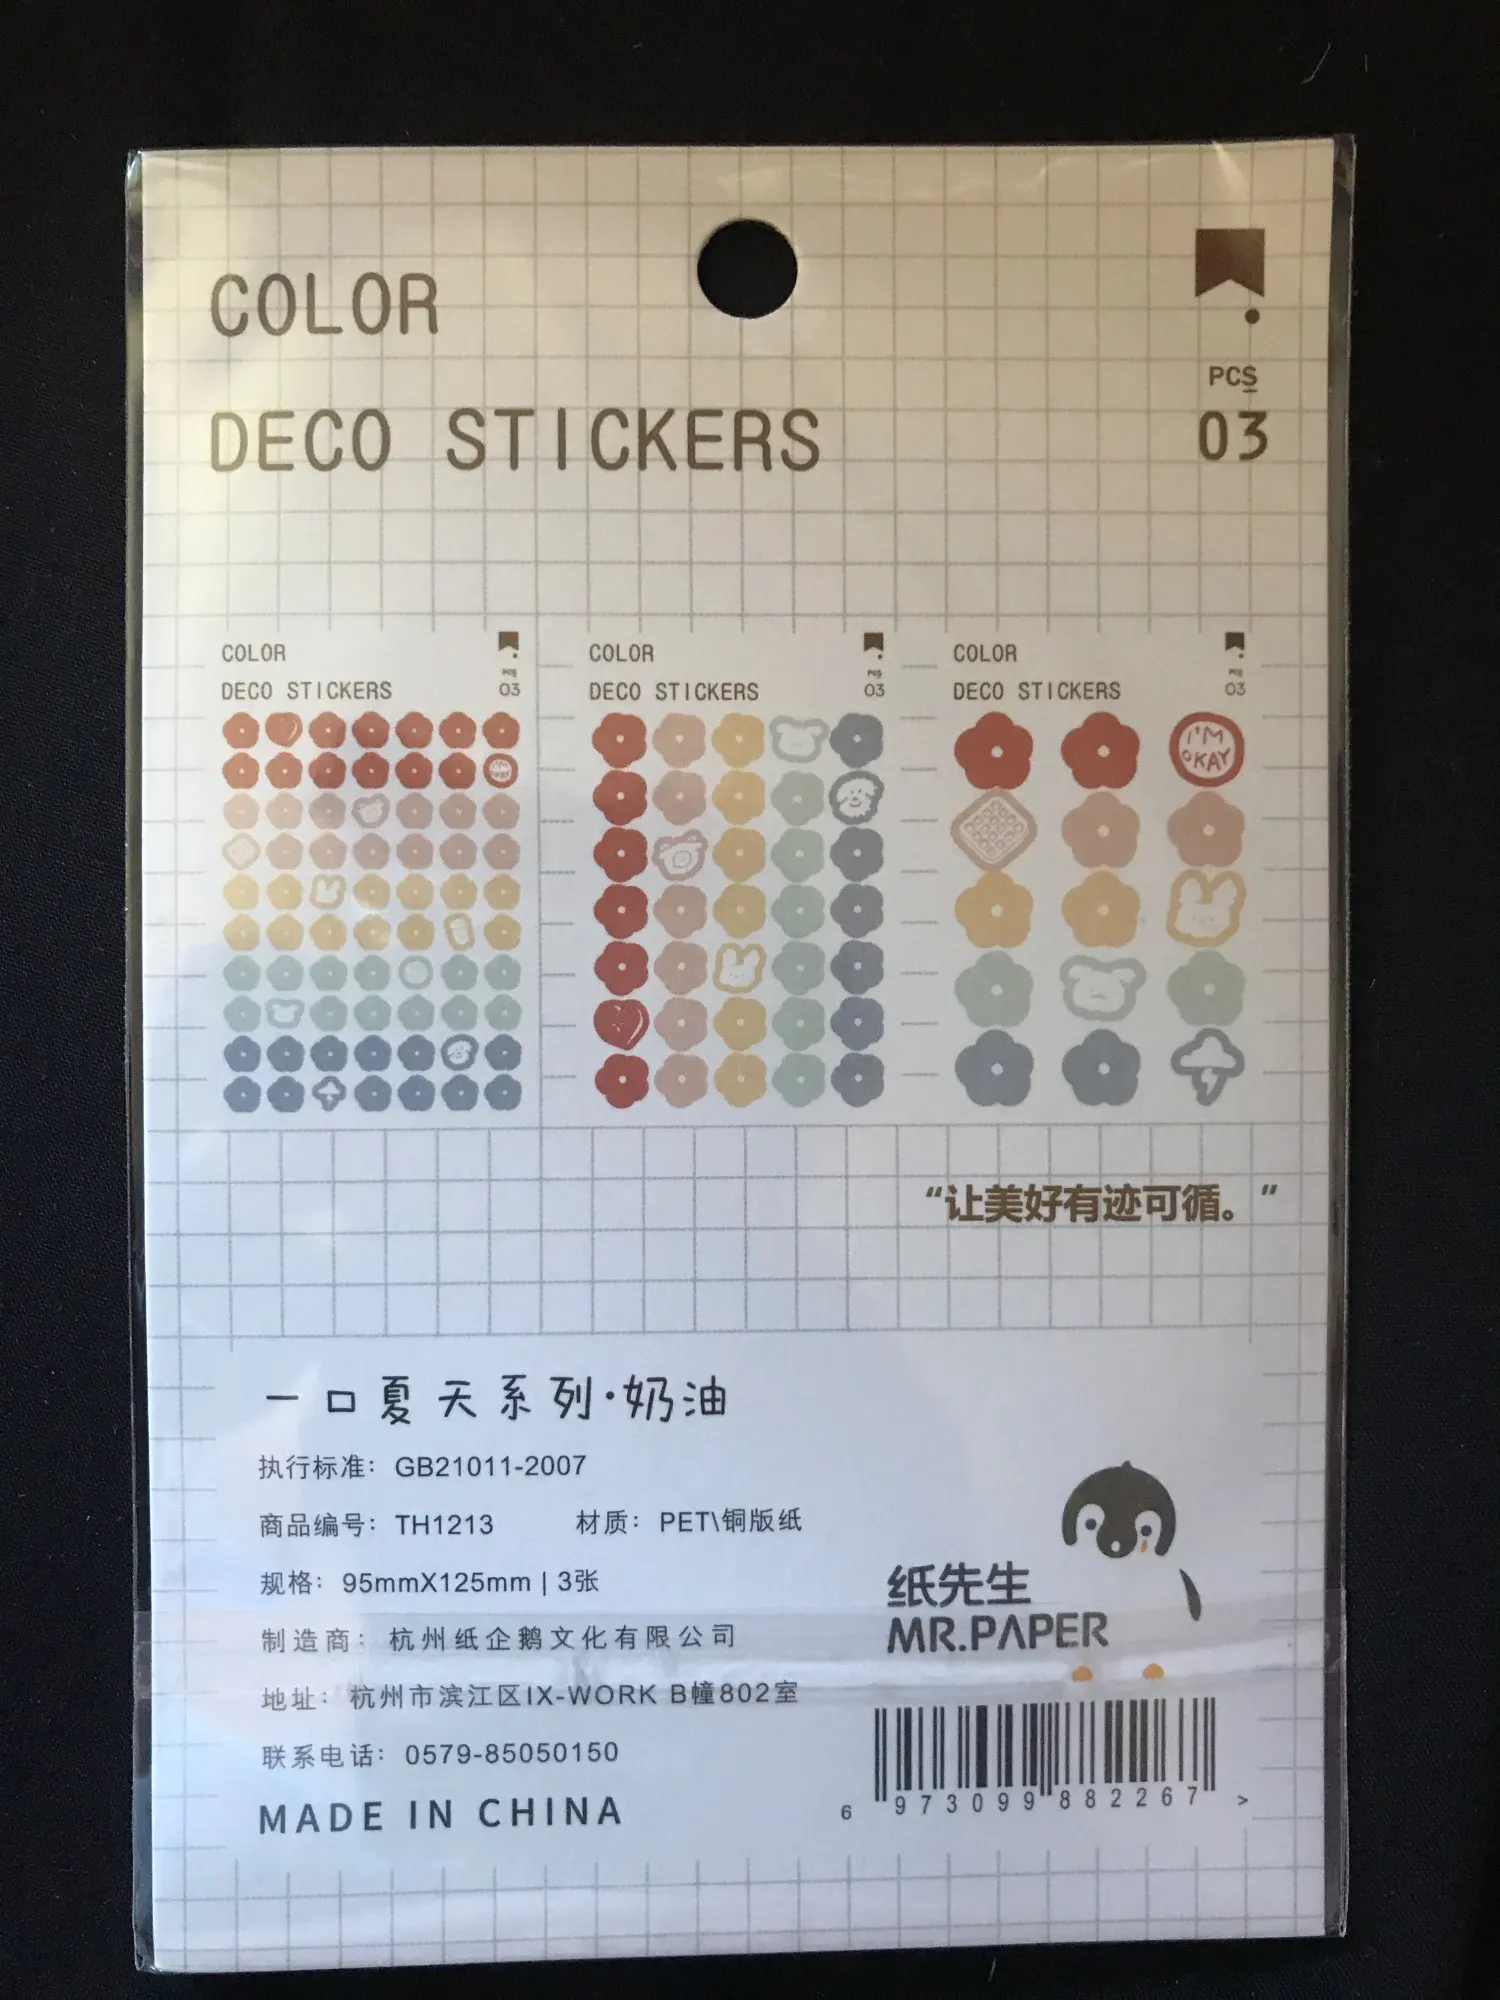 COLOR
DECO STICKERS
PCS
03
COLOR
DECO STICKERS
PCS
03
I'M
OKAY
COLOR
DECO STICKERS
PCS
03
COLOR
DECO STICKERS
PCS
03
I'M
OKAY
“让美好有迹可循。”
一口夏天系列·奶油
执行标准：GB21011-2007
商品编号：TH1213 材质：PET\铜版纸
规格：95mmX125mm | 3张
制造商：杭州纸企鹅文化有限公司
地址：杭州市滨江区IX-WORK B幢802室
联系电话：0579-85050150
MADE IN CHINA
纸先生
MR.PAPER
6 973099 882267 >